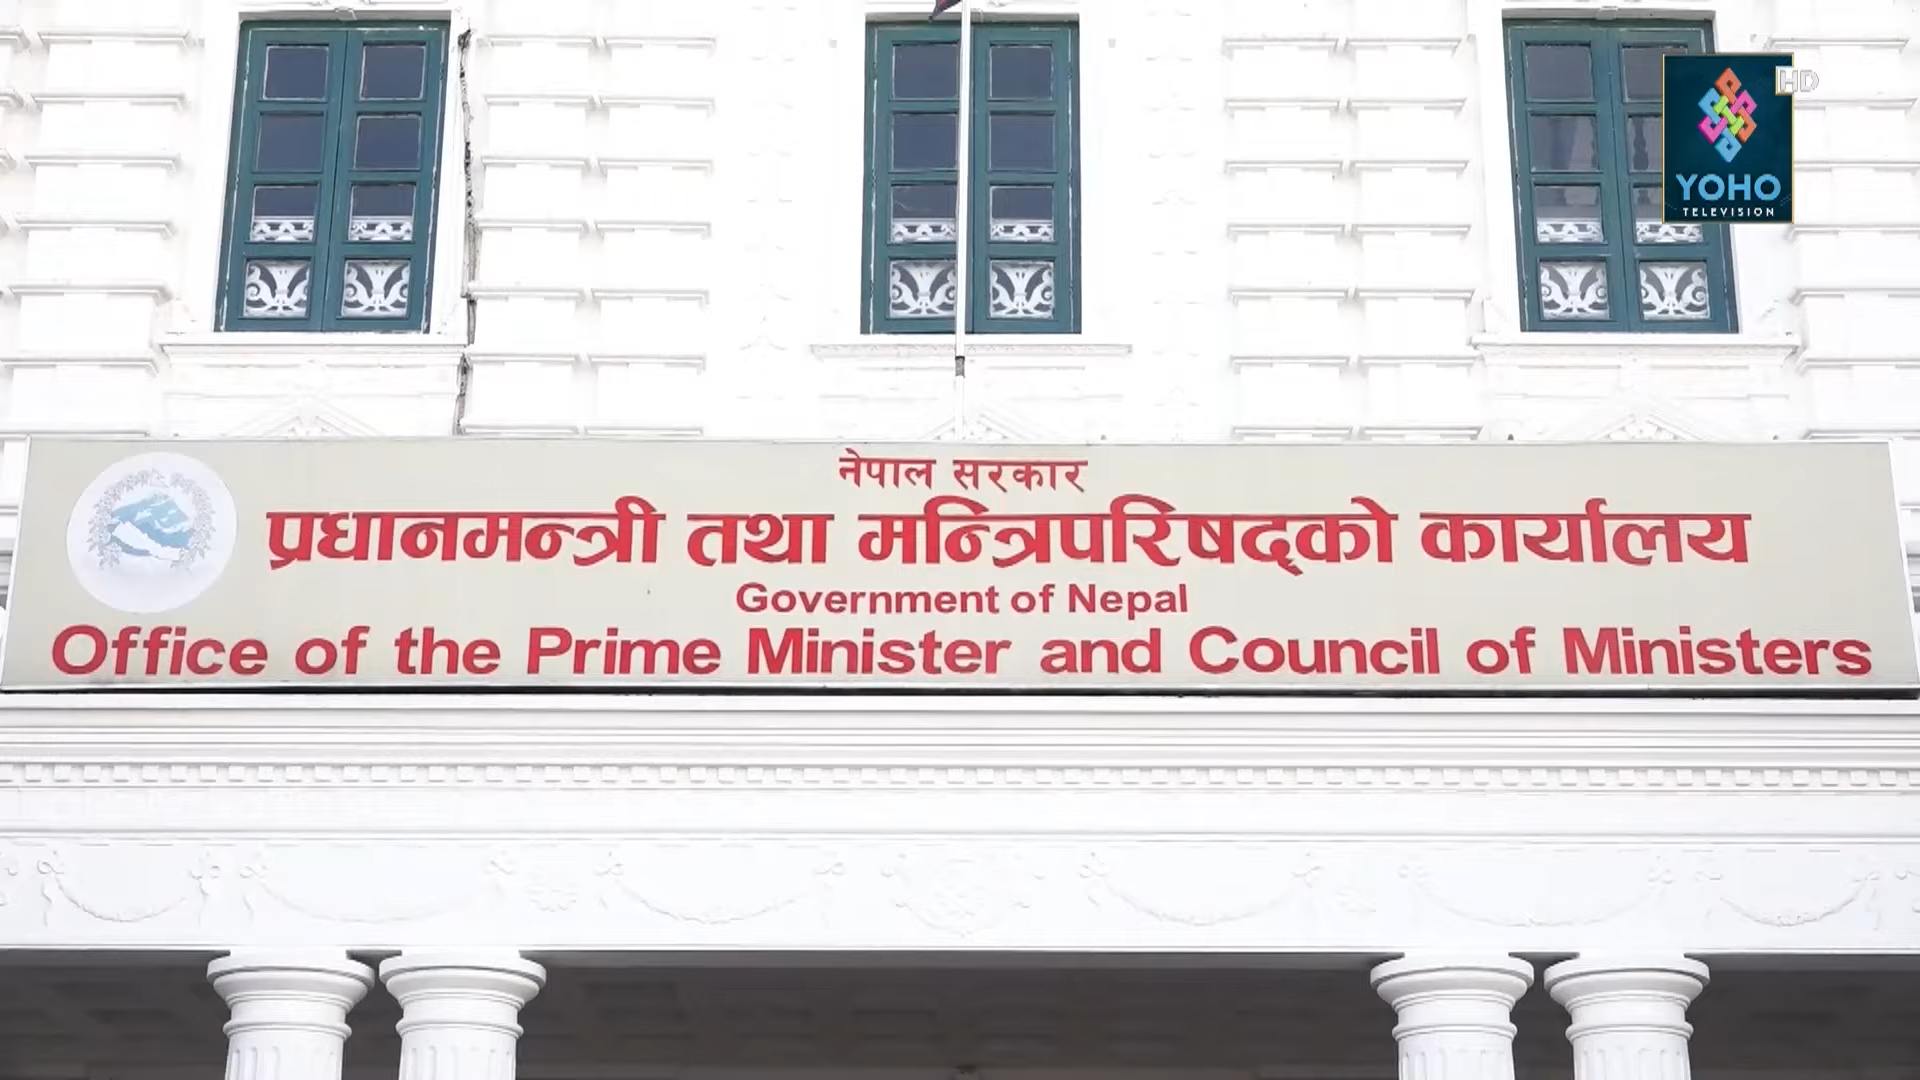 HD
YOHO
TELEVISION
नेपाल सरकार
प्रधानमन्त्री तथा मन्त्रिपरिषद्को कार्यालय
Government of Nepal
Office of the Prime Minister and Council of Ministers